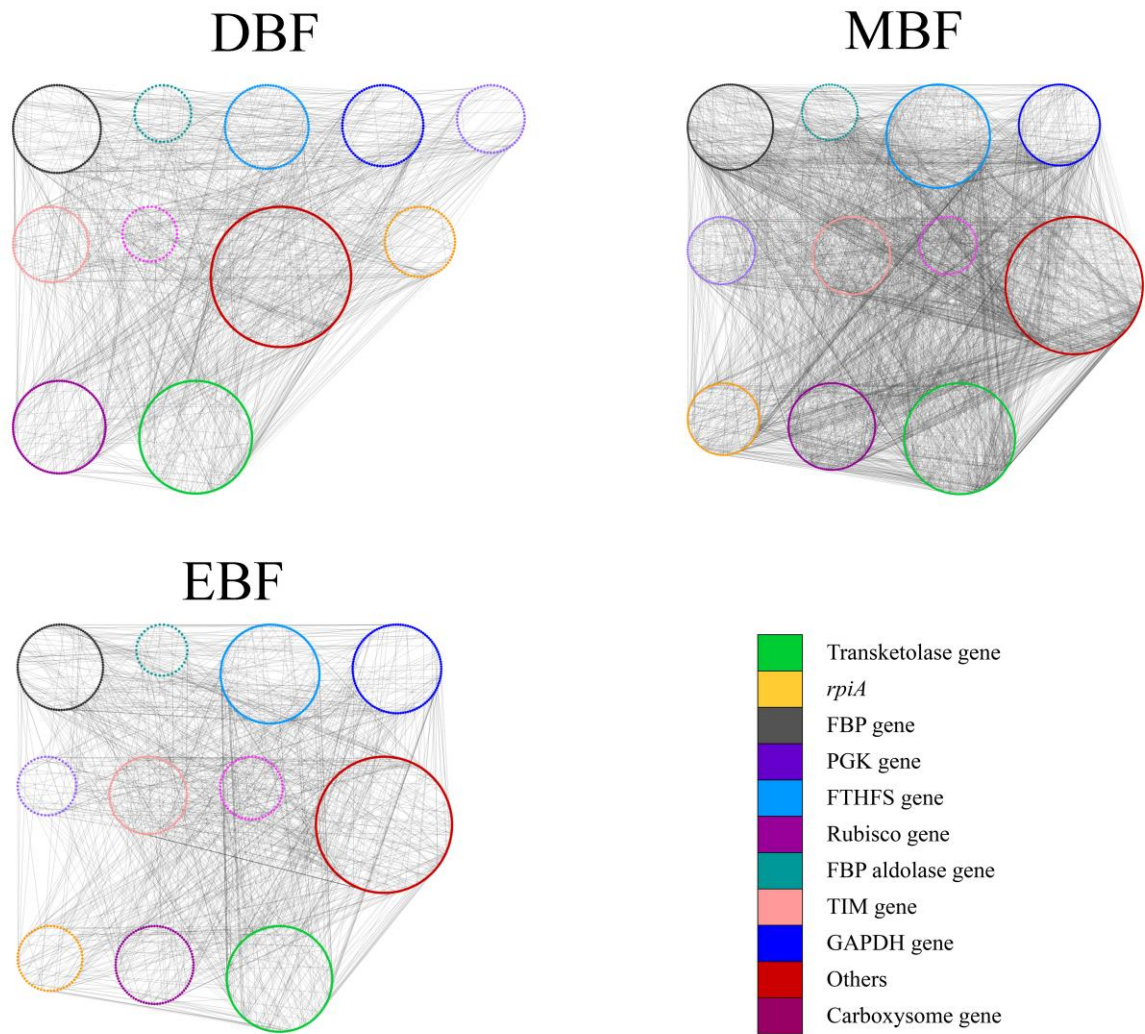 DBF
MBF
EBF
Transketolase gene
rpiA
FBP gene
PGK gene
FTHFS gene
Rubisco gene
FBP aldolase gene
TIM gene
GAPDH gene
Others
Carboxysome gene